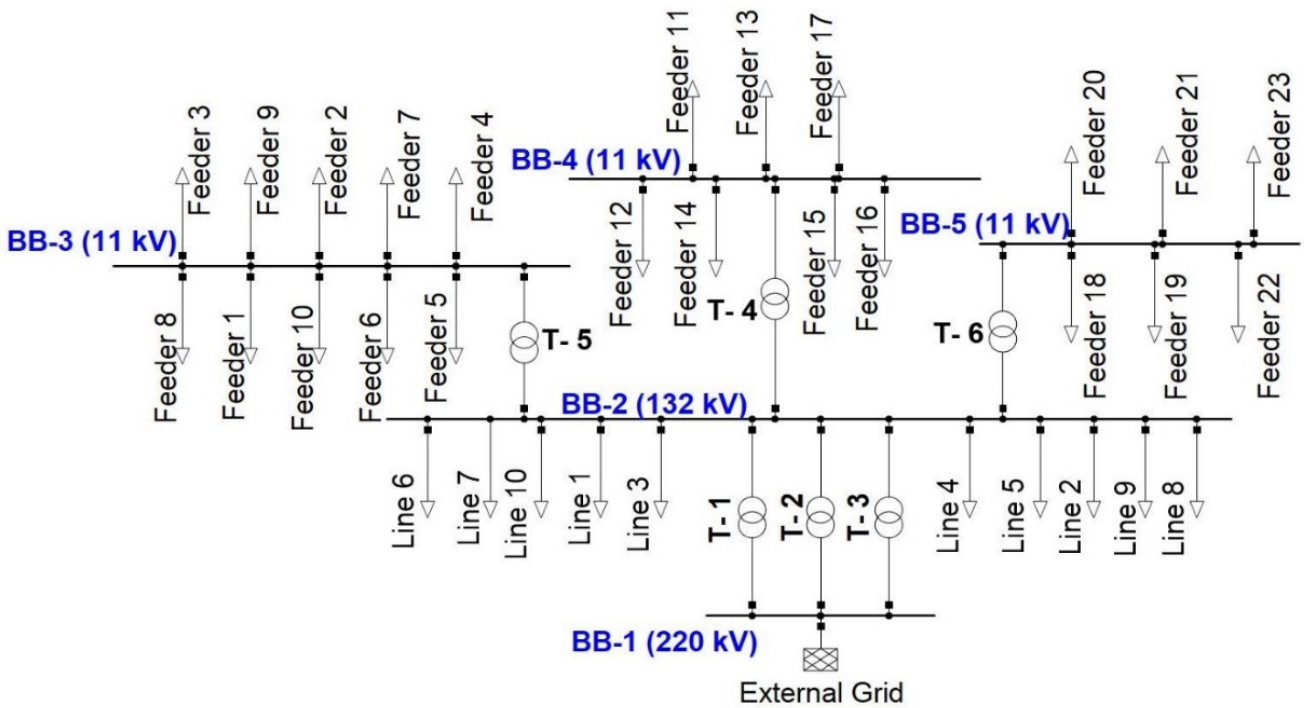 Feeder 11
Feeder 13
Feeder 17
Feeder 3
Feeder 9
Feeder 2
Feeder 7
Feeder 4
Feeder 20
Feeder 21
Feeder 23
BB-4 (11 kV)
BB-3 (11 kV)
BB-5 (11 kV)
Feeder 12
Feeder 14
Feeder 15
Feeder 16
Feeder 8
Feeder 1
Feeder 10
Feeder 6
Feeder 5
T- 5
T- 4
T- 6
Feeder 18
Feeder 19
Feeder 22
BB-2 (132 kV)
Line 6
Line 7
Line 10
Line 1
Line 3
T- 1
T- 2
T- 3
Line 4
Line 5
Line 2
Line 9
Line 8
BB-1 (220 kV)
External Grid